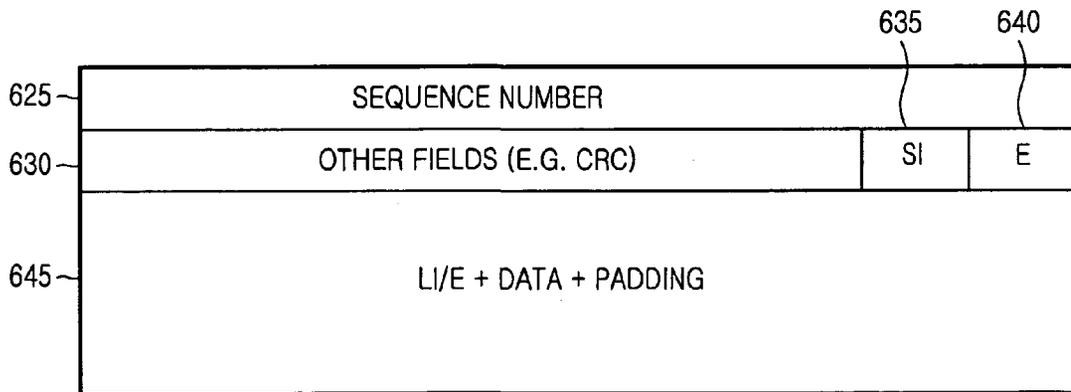 635 640
625 SEQUENCE NUMBER
630 OTHER FIELDS (E.G. CRC) SI E
645 LI/E + DATA + PADDING